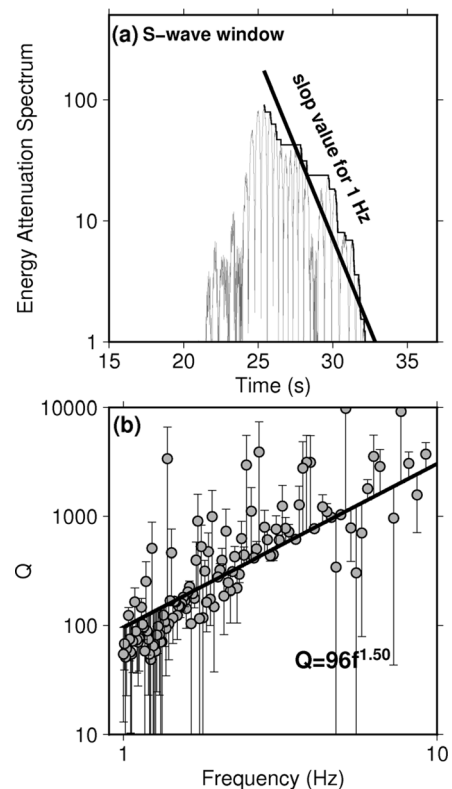 (a) S-wave window
Energy Attenuation Spectrum
100
10
1
slop value for 1 Hz
15 20 25 30 35
Time (s)
(b)
Q
10000
1000
100
10
Q=96f1.50
1 10
Frequency (Hz)